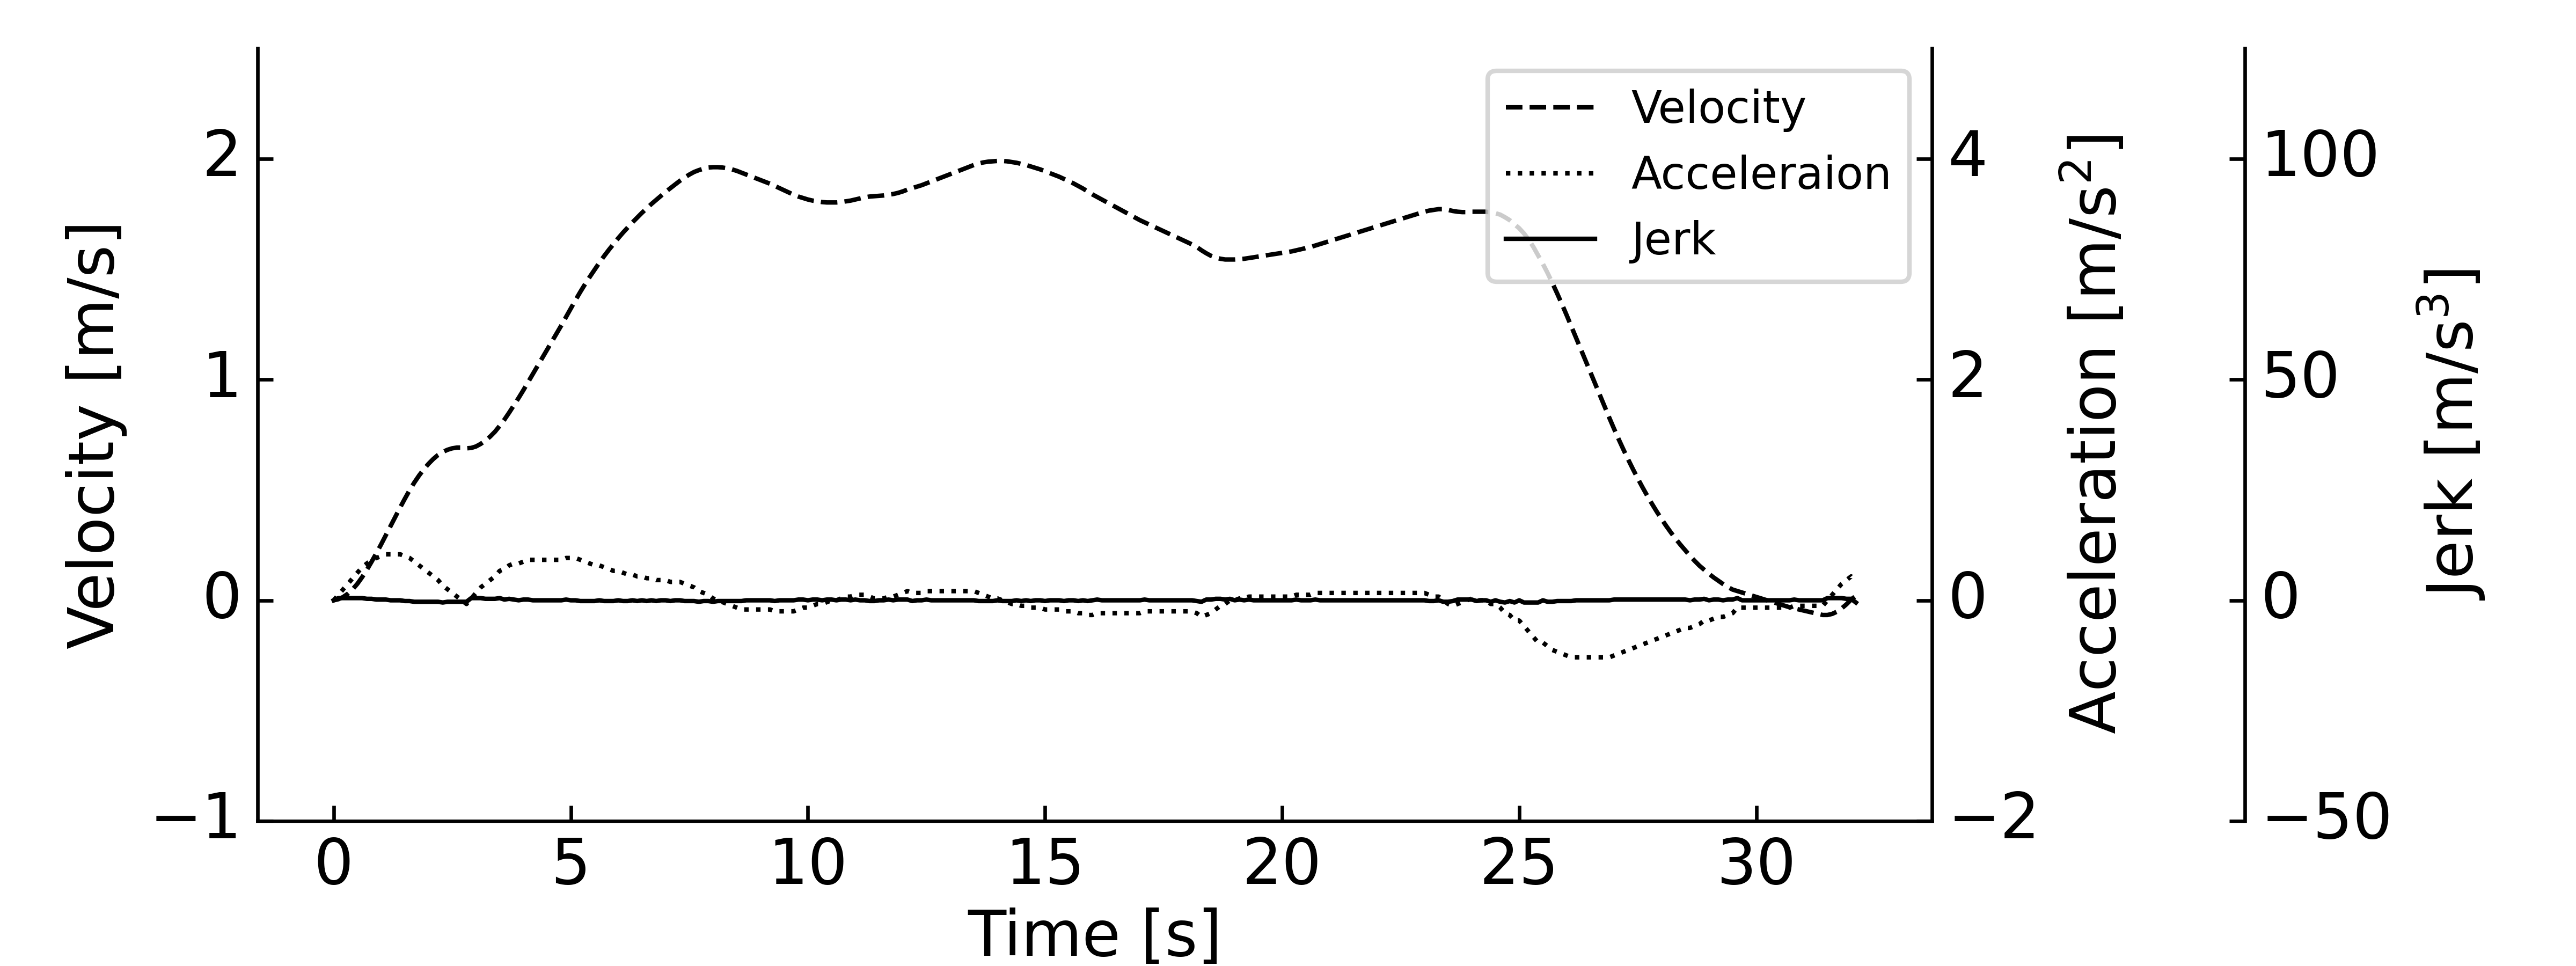 Velocity [m/s]
2
1
0
−1
0 5 10 15 20 25 30
Time [s]
Velocity
Acceleraion
Jerk
4
2
0
−2
Acceleration [m/s²]
100
50
0
−50
Jerk [m/s³]